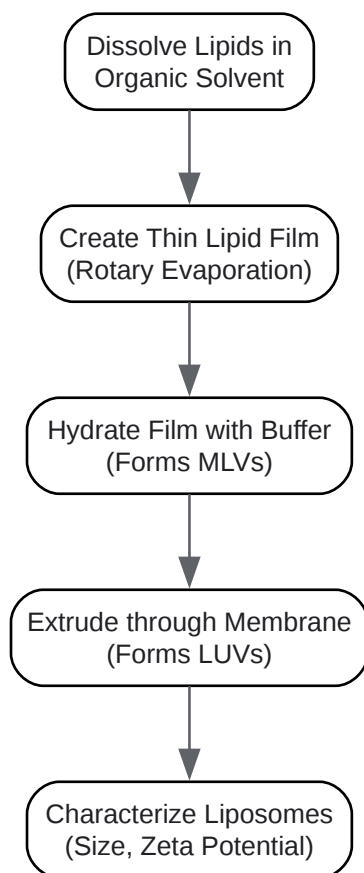 Dissolve Lipids in
Organic Solvent
Create Thin Lipid Film
(Rotary Evaporation)
Hydrate Film with Buffer
(Forms MLVs)
Extrude through Membrane
(Forms LUVs)
Characterize Liposomes
(Size, Zeta Potential)